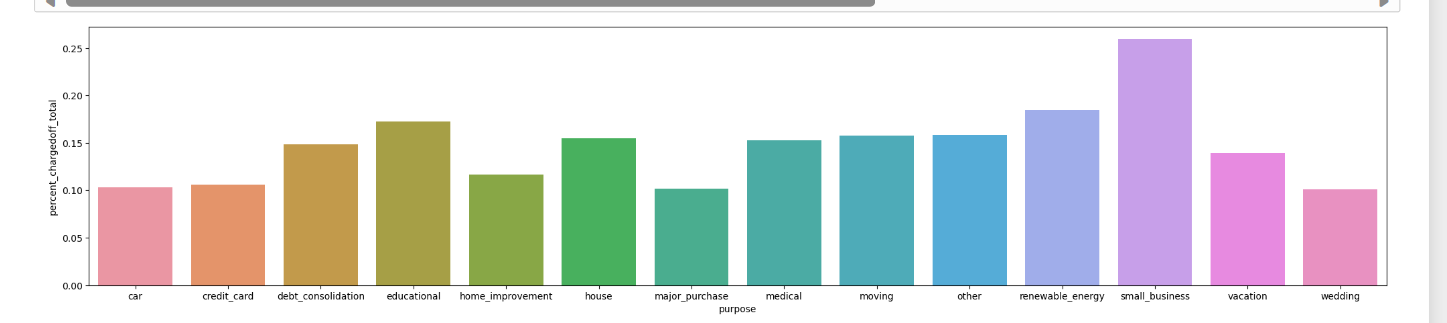 percent_chargedoff_total
0.25
0.20
0.15
0.10
0.05
0.00
car credit_card debt_consolidation educational home_improvement house major_purchase medical moving other renewable_energy small_business vacation wedding
purpose